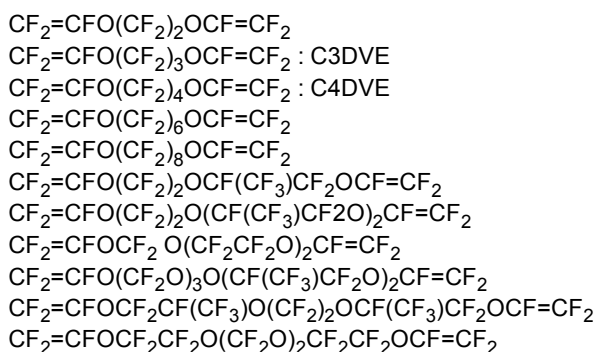 CF₂=CFO(CF₂)₂OCF=CF₂
CF₂=CFO(CF₂)₃OCF=CF₂ : C3DVE
CF₂=CFO(CF₂)₄OCF=CF₂ : C4DVE
CF₂=CFO(CF₂)₆OCF=CF₂
CF₂=CFO(CF₂)₈OCF=CF₂
CF₂=CFO(CF₂)₂OCF(CF₃)CF₂OCF=CF₂
CF₂=CFO(CF₂)₂O(CF(CF₃)CF2O)₂CF=CF₂
CF₂=CFOCF₂ O(CF₂CF₂O)₂CF=CF₂
CF₂=CFO(CF₂O)₃O(CF(CF₃)CF₂O)₂CF=CF₂
CF₂=CFOCF₂CF(CF₃)O(CF₂)₂OCF(CF₃)CF₂OCF=CF₂
CF₂=CFOCF₂CF₂O(CF₂O)₂CF₂CF₂OCF=CF₂